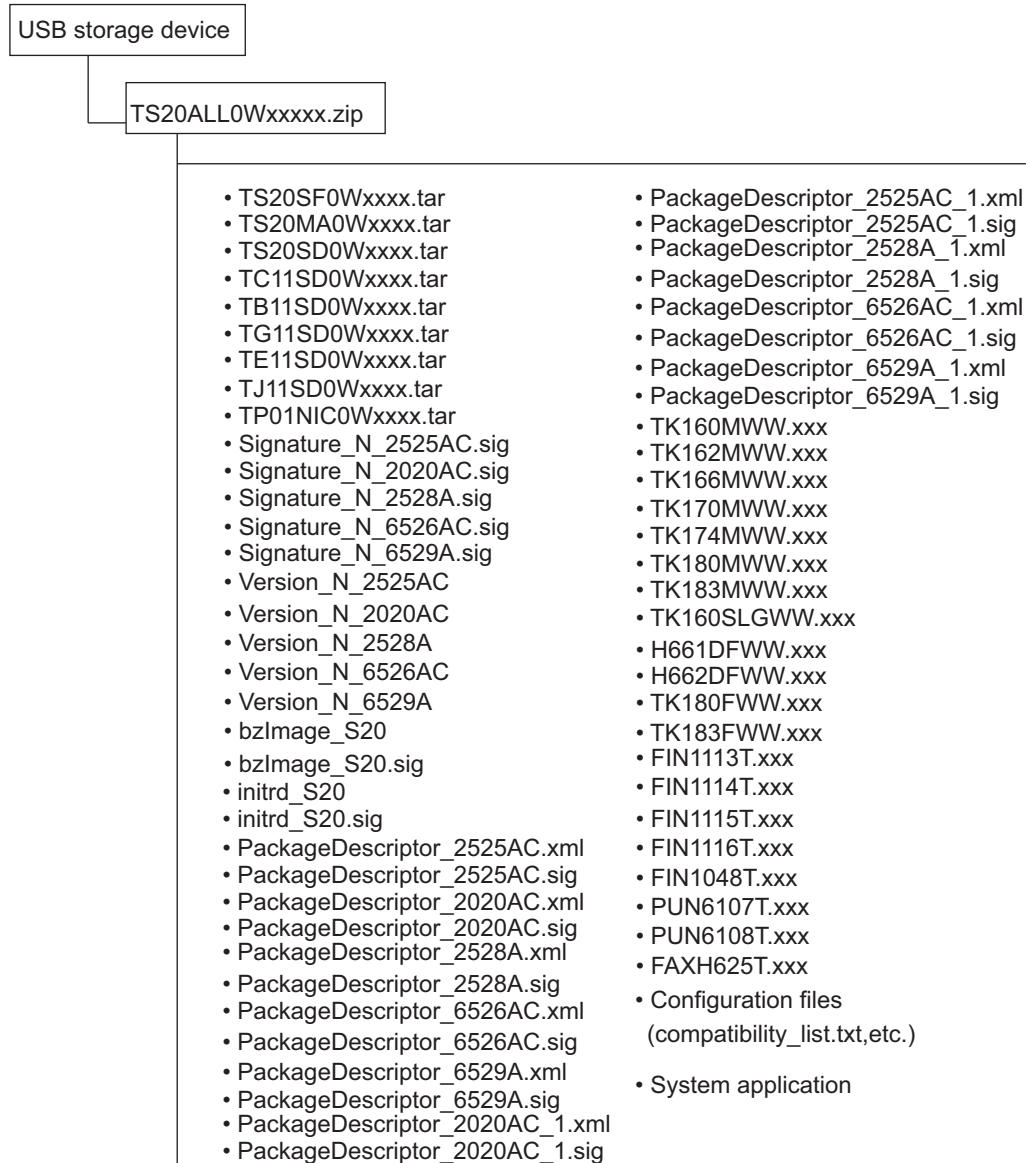 USB storage device
TS20ALL0Wxxxxx.zip
• TS20SF0Wxxxx.tar
• TS20MA0Wxxxx.tar
• TS20SD0Wxxxx.tar
• TC11SD0Wxxxx.tar
• TB11SD0Wxxxx.tar
• TG11SD0Wxxxx.tar
• TE11SD0Wxxxx.tar
• TJ11SD0Wxxxx.tar
• TP01NIC0Wxxxx.tar
• Signature_N_2525AC.sig
• Signature_N_2020AC.sig
• Signature_N_2528A.sig
• Signature_N_6526AC.sig
• Signature_N_6529A.sig
• Version_N_2525AC
• Version_N_2020AC
• Version_N_2528A
• Version_N_6526AC
• Version_N_6529A
• bzImage_S20
• bzImage_S20.sig
• initrd_S20
• initrd_S20.sig
• PackageDescriptor_2525AC.xml
• PackageDescriptor_2525AC.sig
• PackageDescriptor_2020AC.xml
• PackageDescriptor_2020AC.sig
• PackageDescriptor_2528A.xml
• PackageDescriptor_2528A.sig
• PackageDescriptor_6526AC.xml
• PackageDescriptor_6526AC.sig
• PackageDescriptor_6529A.xml
• PackageDescriptor_6529A.sig
• PackageDescriptor_2020AC_1.xml
• PackageDescriptor_2020AC_1.sig
• PackageDescriptor_2525AC_1.xml
• PackageDescriptor_2525AC_1.sig
• PackageDescriptor_2528A_1.xml
• PackageDescriptor_2528A_1.sig
• PackageDescriptor_6526AC_1.xml
• PackageDescriptor_6526AC_1.sig
• PackageDescriptor_6529A_1.xml
• PackageDescriptor_6529A_1.sig
• TK160MWW.xxx
• TK162MWW.xxx
• TK166MWW.xxx
• TK170MWW.xxx
• TK174MWW.xxx
• TK180MWW.xxx
• TK183MWW.xxx
• TK160SLGWW.xxx
• H661DFWW.xxx
• H662DFWW.xxx
• TK180FWW.xxx
• TK183FWW.xxx
• FIN1113T.xxx
• FIN1114T.xxx
• FIN1115T.xxx
• FIN1116T.xxx
• FIN1048T.xxx
• PUN6107T.xxx
• PUN6108T.xxx
• FAXH625T.xxx
• Configuration files
(compatibility_list.txt,etc.)
• System application